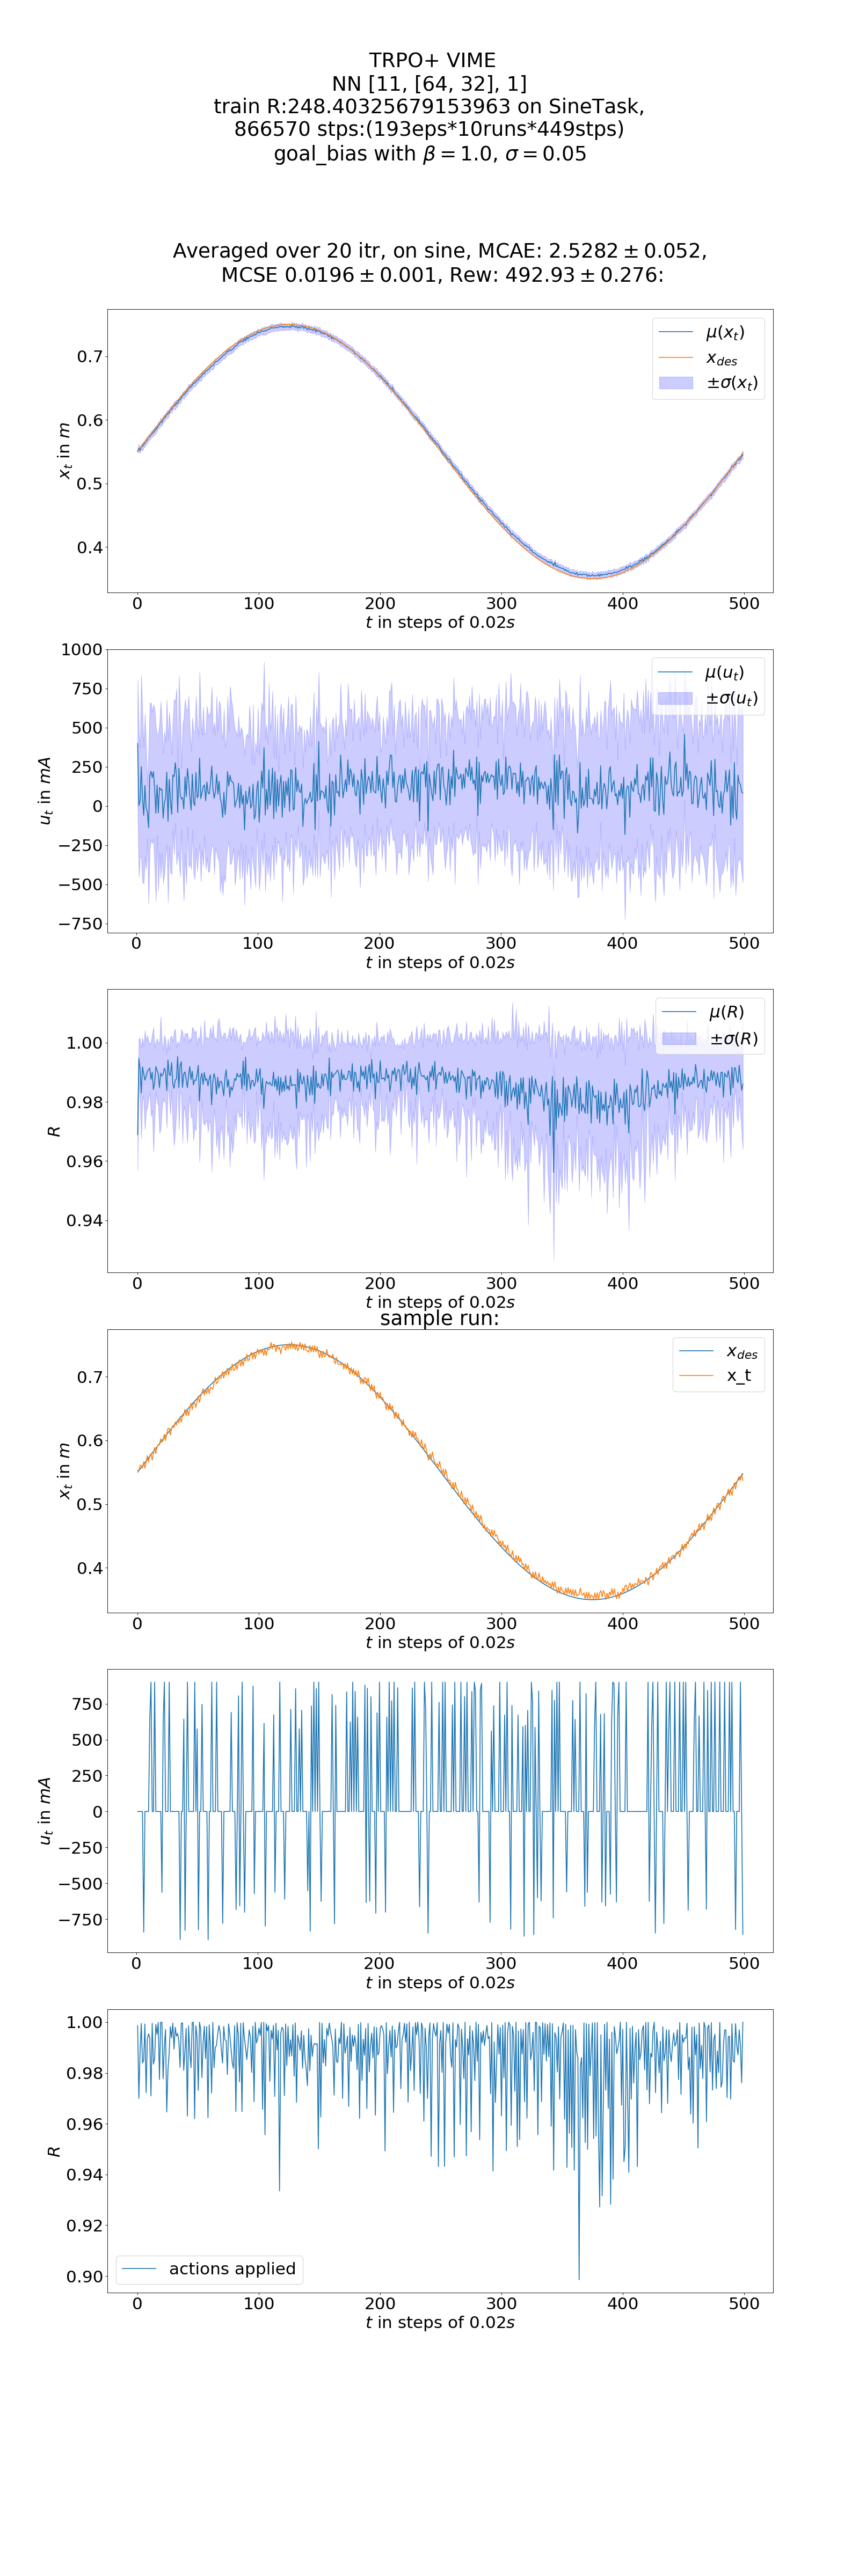 TRPO+ VIME
NN [11, [64, 32], 1]
train R:248.40325679153963 on SineTask,
866570 stps:(193eps*10runs*449stps)
goal_bias with β = 1.0, σ = 0.05
Averaged over 20 itr, on sine, MCAE: 2.5282 ± 0.052,
MCSE 0.0196 ± 0.001, Rew: 492.93 ± 0.276:
μ(x_t)
x_des
±σ(x_t)
0.7
0.6
0.5
0.4
x_t in m
0 100 200 300 400 500
t in steps of 0.02s
μ(u_t)
±σ(u_t)
1000
750
500
250
0
−250
−500
−750
u_t in mA
0 100 200 300 400 500
t in steps of 0.02s
μ(R)
±σ(R)
1.00
0.98
0.96
0.94
R
0 100 200 300 400 500
t in steps of 0.02s
sample run:
x_des
x_t
0.7
0.6
0.5
0.4
x_t in m
0 100 200 300 400 500
t in steps of 0.02s
750
500
250
0
−250
−500
−750
u_t in mA
0 100 200 300 400 500
t in steps of 0.02s
1.00
0.98
0.96
0.94
0.92
0.90
R
actions applied
0 100 200 300 400 500
t in steps of 0.02s